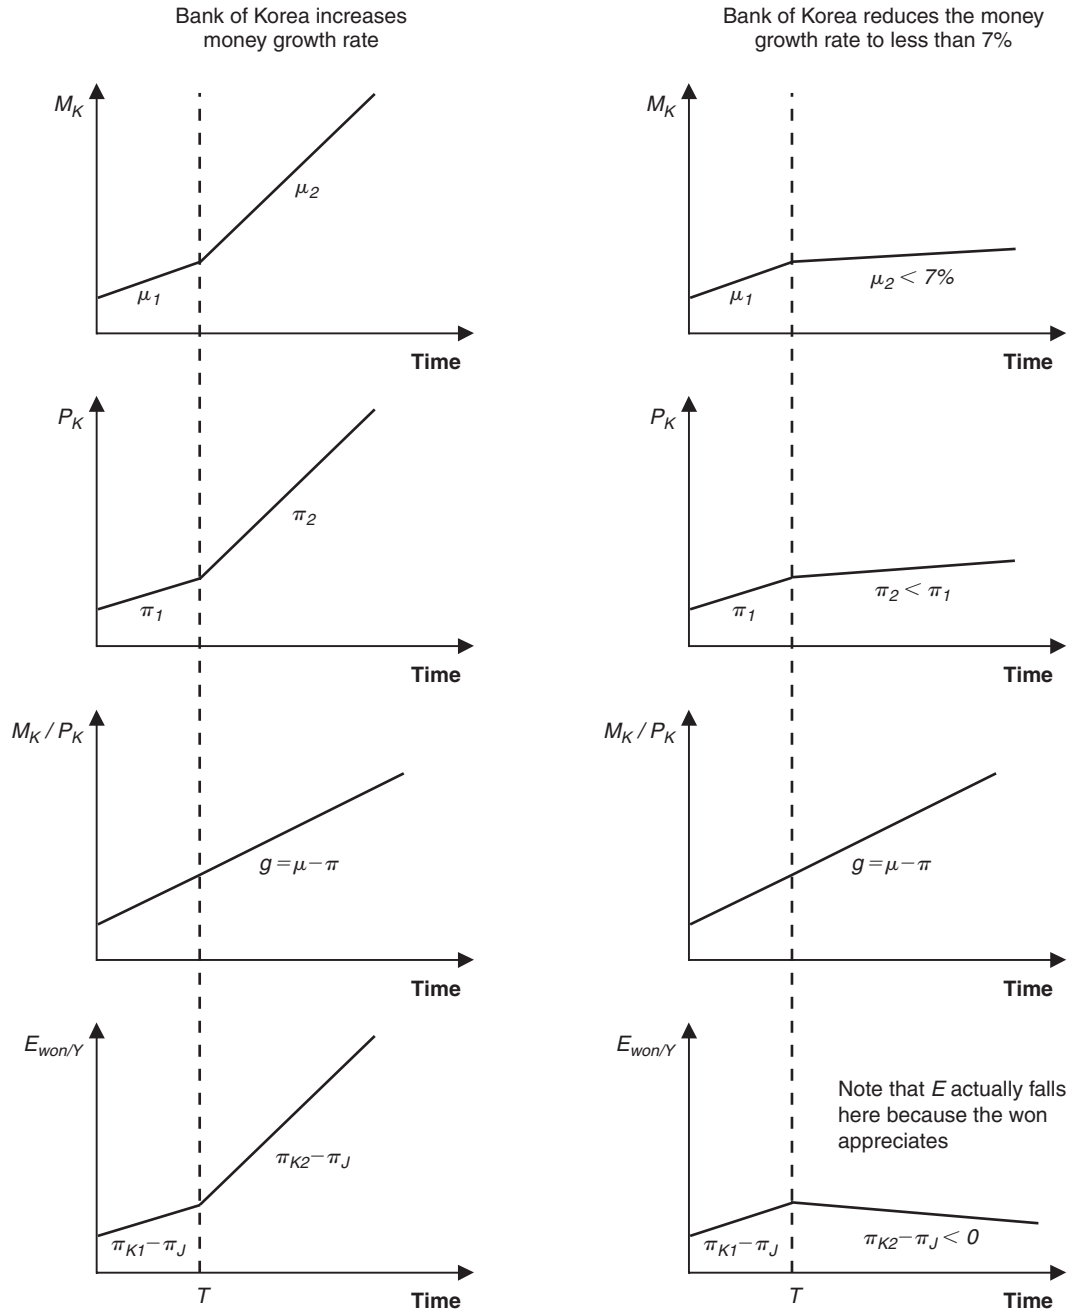 Bank of Korea increases
money growth rate
M_K
μ_2
μ_1
Time
P_K
π_2
π_1
Time
M_K / P_K
g = μ − π
Time
E_won/Y
π_K2 − π_J
π_K1 − π_J
T
Time
Bank of Korea reduces the money
growth rate to less than 7%
M_K
μ_2 < 7%
μ_1
Time
P_K
π_2 < π_1
π_1
Time
M_K / P_K
g = μ − π
Time
E_won/Y
Note that E actually falls
here because the won
appreciates
π_K1 − π_J
π_K2 − π_J < 0
T
Time